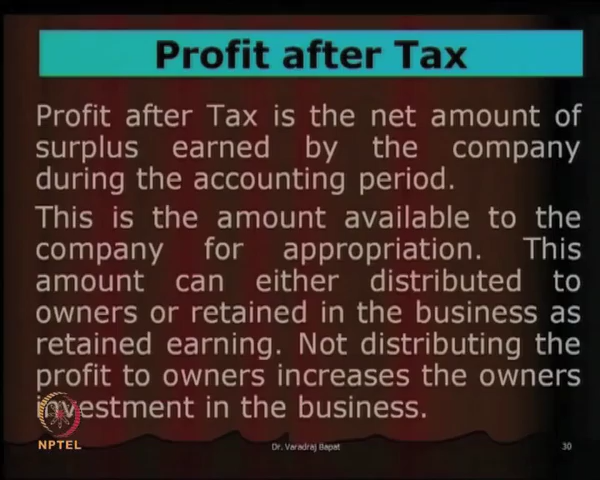 Profit after Tax
Profit after Tax is the net amount of
surplus earned by the company
during the accounting period.
This is the amount available to the
company for appropriation. This
amount can either distributed to
owners or retained in the business as
retained earning. Not distributing the
profit to owners increases the owners
investment in the business.
NPTEL
Dr. Varadraj Bapat
30